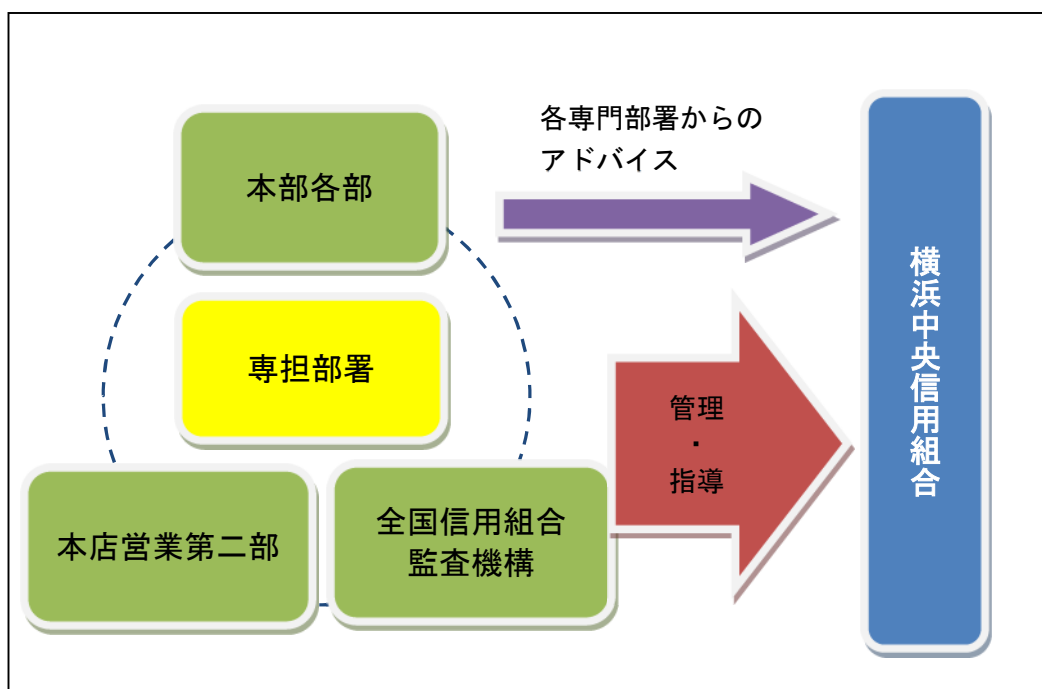 本部各部
各専門部署からの
アドバイス
専担部署
管理
・
指導
本店営業第二部
全国信用組合
監査機構
横浜中央信用組合